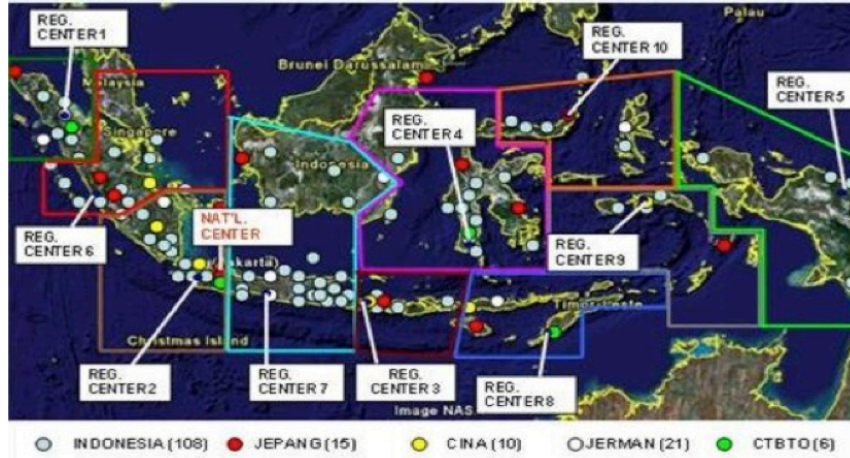 REG.
CENTER 1
Palau
REG.
CENTER 10
Brunei Darussalam
Malaysia
REG.
CENTER 5
Singapore
REG.
CENTER 4
Indonesia
NAT'L.
CENTER
REG.
CENTER 6
REG.
CENTER 9
(Jakarta)
Timor-Leste
Christmas Island
REG.
CENTER 2
REG.
CENTER 7
REG.
CENTER 3
REG.
CENTER 8
Image NAS
INDONESIA (108)
JEPANG (15)
CINA (10)
JERMAN (21)
CTBTO (6)